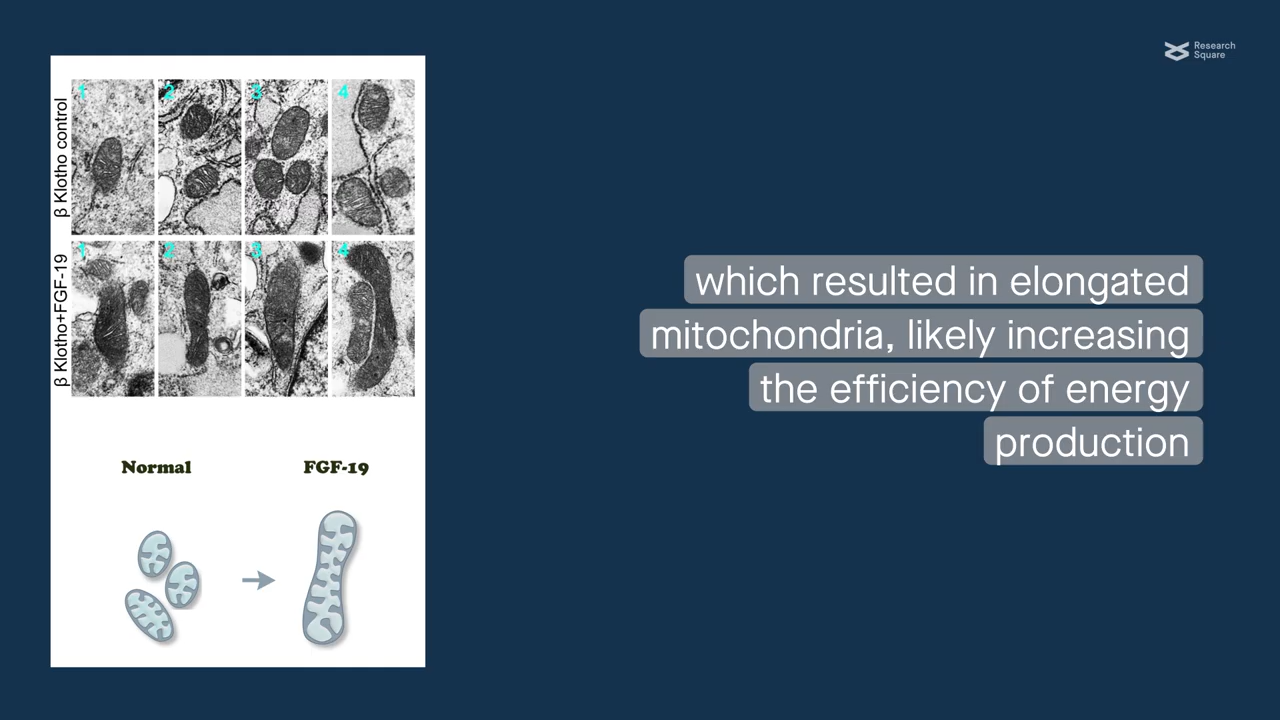 Research
Square
β Klotho control
1 2 3 4
β Klotho+FGF-19
1 2 3 4
Normal
FGF-19
which resulted in elongated
mitochondria, likely increasing
the efficiency of energy
production